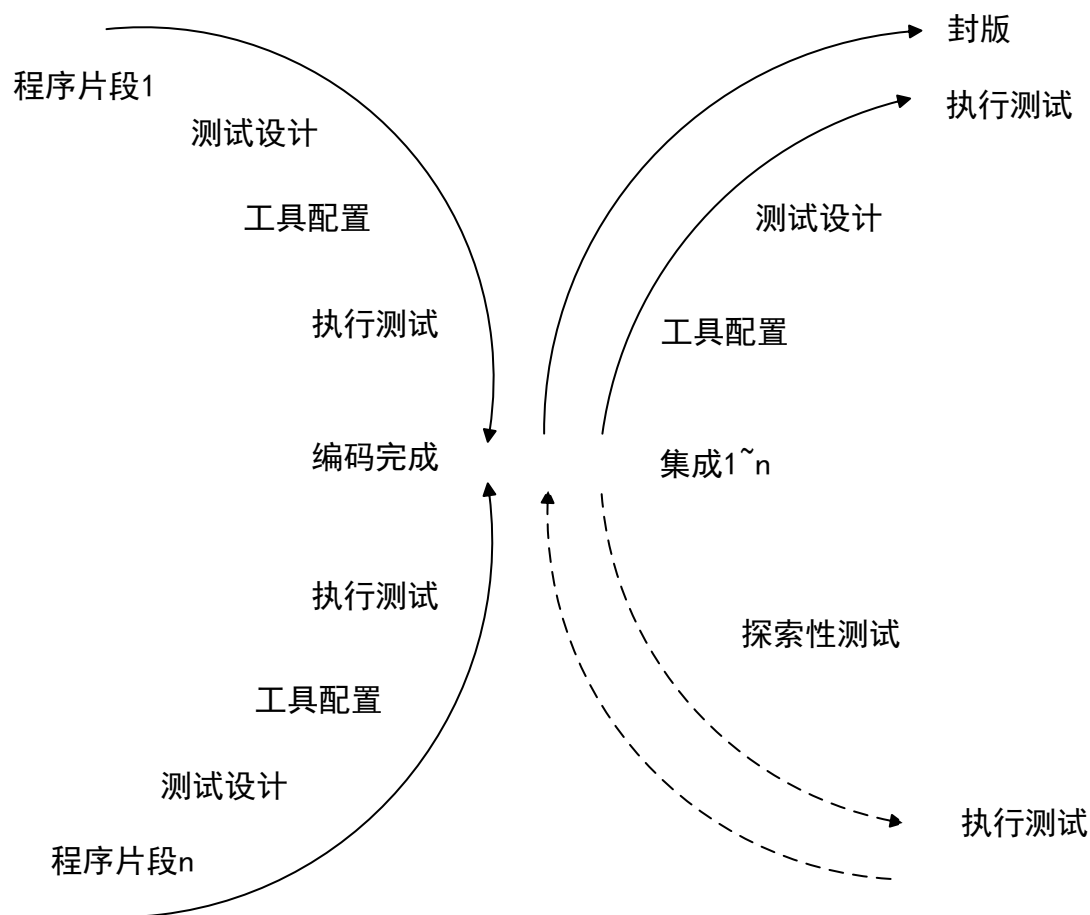 程序片段1
测试设计
工具配置
执行测试
编码完成
执行测试
工具配置
测试设计
程序片段n
封版
执行测试
测试设计
工具配置
集成1~n
探索性测试
执行测试